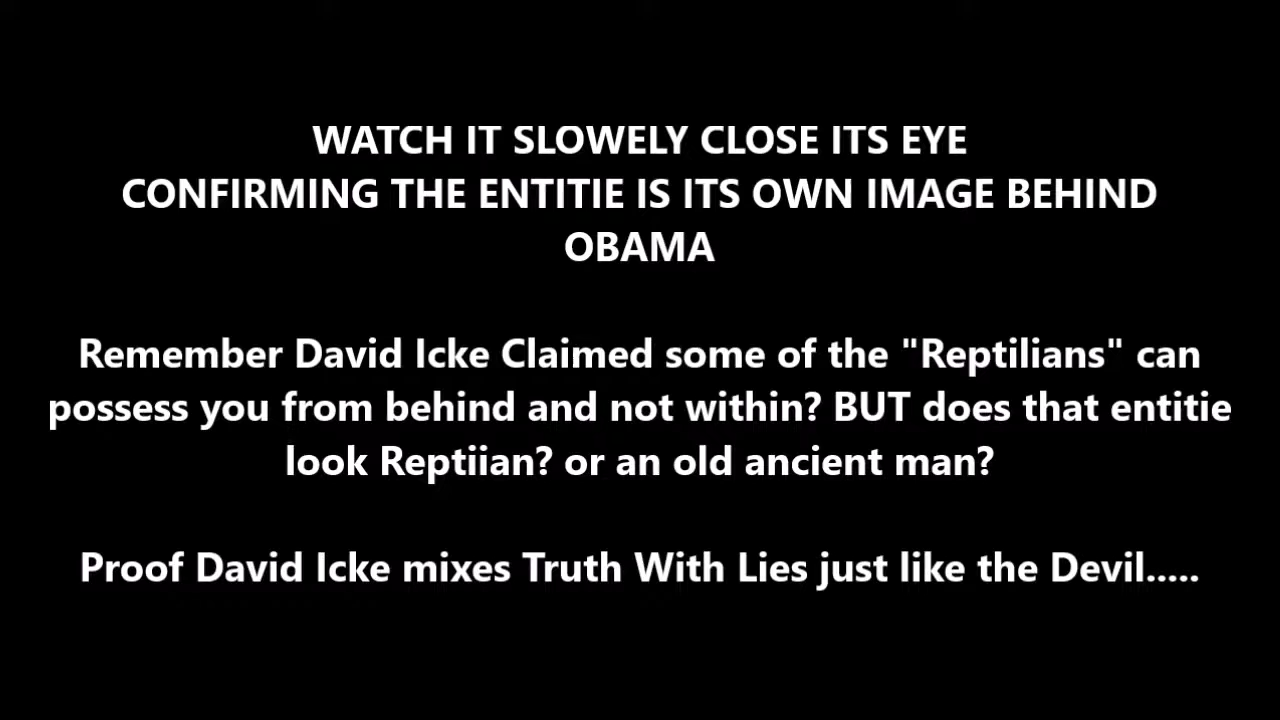 WATCH IT SLOWELY CLOSE ITS EYE
CONFIRMING THE ENTITIE IS ITS OWN IMAGE BEHIND
OBAMA
Remember David Icke Claimed some of the "Reptilians" can
possess you from behind and not within? BUT does that entitie
look Reptiian? or an old ancient man?
Proof David Icke mixes Truth With Lies just like the Devil.....